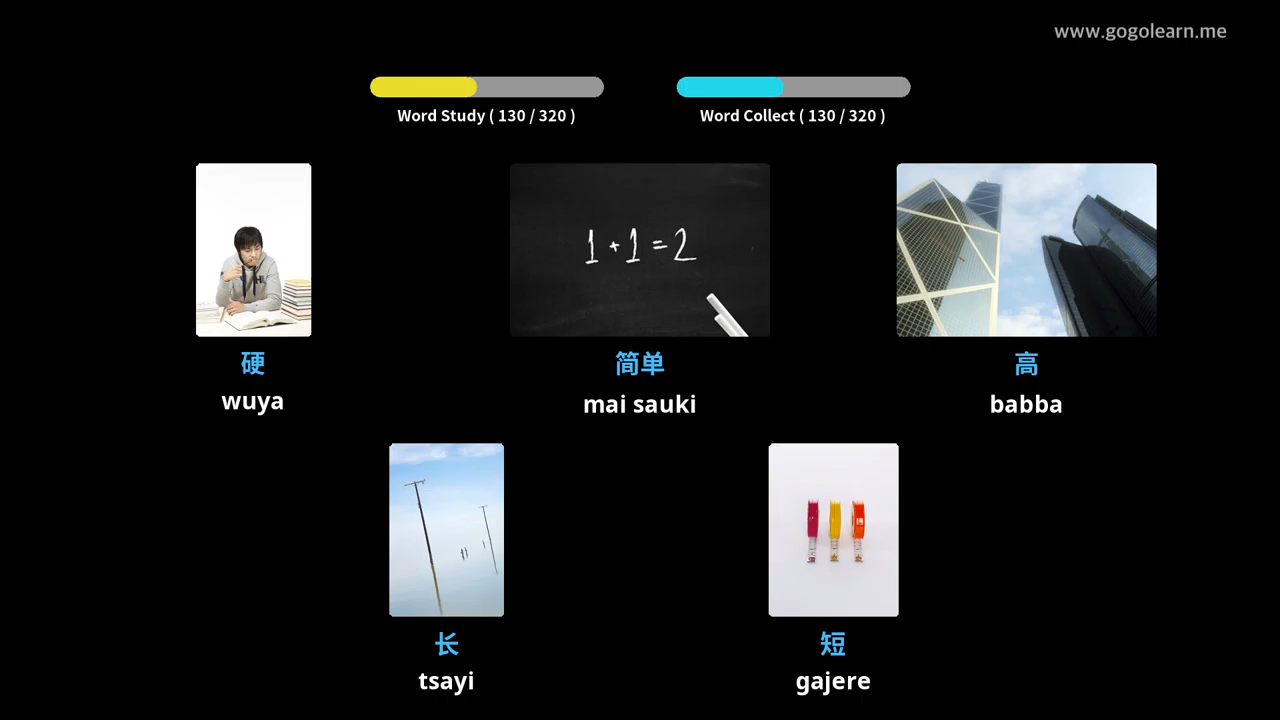 www.gogolearn.me
Word Study ( 130 / 320 )
Word Collect ( 130 / 320 )
1 + 1 = 2
硬
wuya
简单
mai sauki
高
babba
长
tsayi
短
gajere